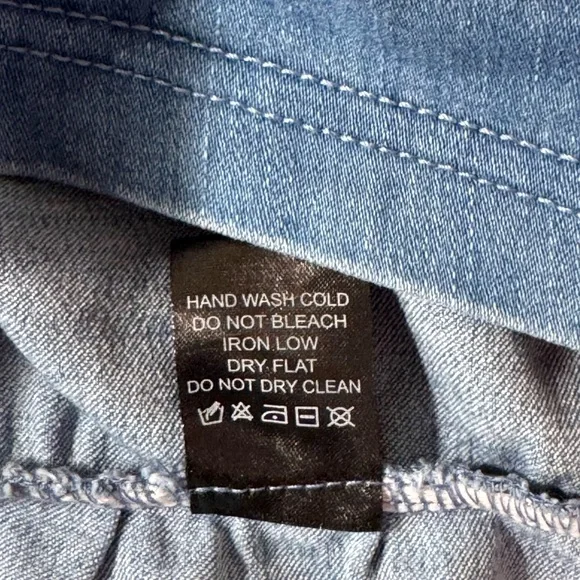 HAND WASH COLD
DO NOT BLEACH
IRON LOW
DRY FLAT
DO NOT DRY CLEAN